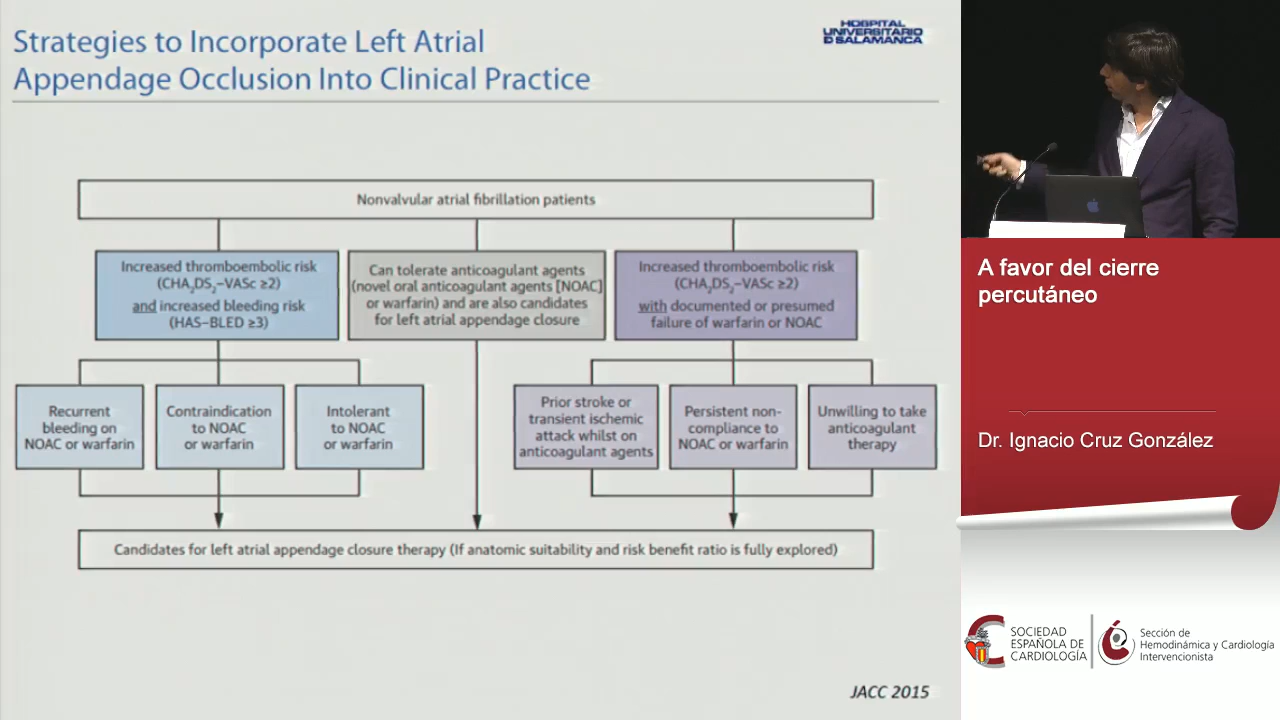 Strategies to Incorporate Left Atrial
Appendage Occlusion Into Clinical Practice
HOSPITAL
UNIVERSITARIO
D SALAMANCA
Nonvalvular atrial fibrillation patients
Increased thromboembolic risk
(CHA2DS2–VASc ≥2)
and increased bleeding risk
(HAS–BLED ≥3)
Can tolerate anticoagulant agents
(novel oral anticoagulant agents [NOAC]
or warfarin) and are also candidates
for left atrial appendage closure
Increased thromboembolic risk
(CHA2DS2–VASc ≥2)
with documented or presumed
failure of warfarin or NOAC
Recurrent
bleeding on
NOAC or warfarin
Contraindication
to NOAC
or warfarin
Intolerant
to NOAC
or warfarin
Prior stroke or
transient ischemic
attack whilst on
anticoagulant agents
Persistent non-
compliance to
NOAC or warfarin
Unwilling to take
anticoagulant
therapy
Candidates for left atrial appendage closure therapy (If anatomic suitability and risk benefit ratio is fully explored)
JACC 2015
A favor del cierre
percutáneo
Dr. Ignacio Cruz González
SOCIEDAD
ESPAÑOLA DE
CARDIOLOGÍA
Sección de
Hemodinámica y Cardiología
Intervencionista